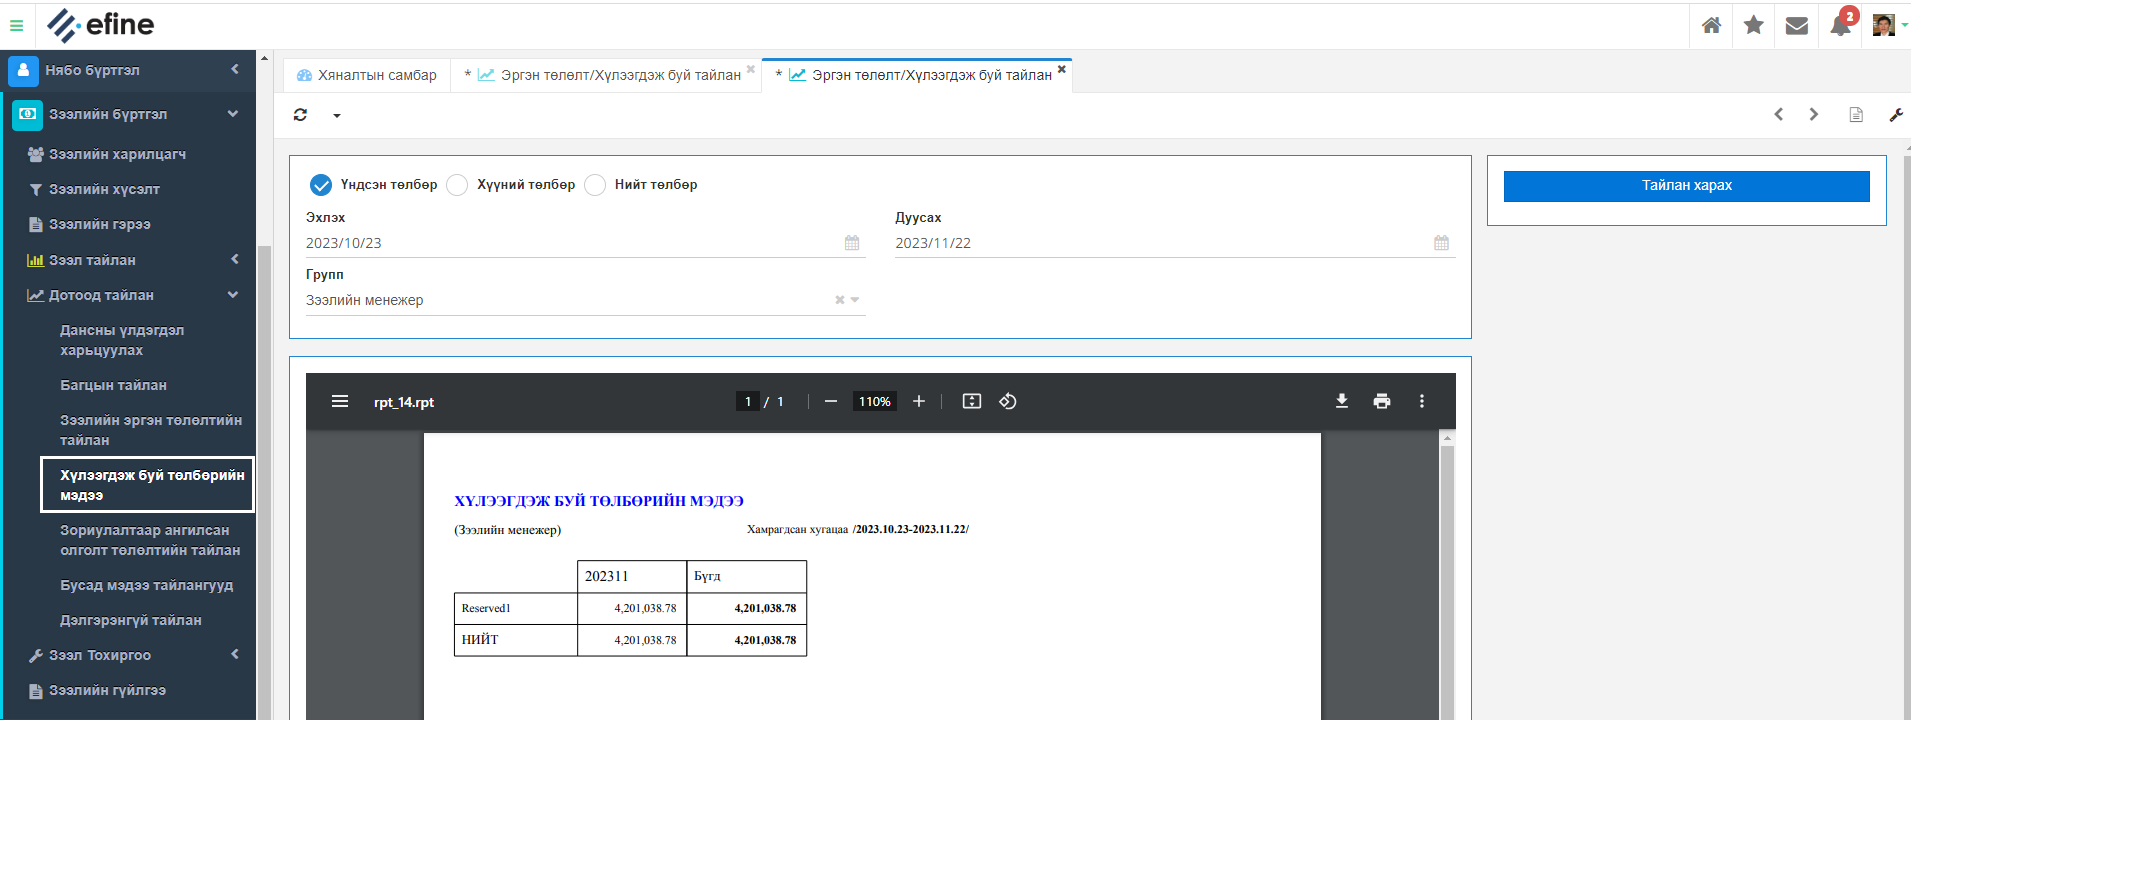 efine
2
Нябо бүртгэл
Зээлийн бүртгэл
Зээлийн харилцагч
Зээлийн хүсэлт
Зээлийн гэрээ
Зээл тайлан
Дотоод тайлан
Дансны үлдэгдэл
харьцуулах
Багцын тайлан
Зээлийн эргэн төлөлтийн
тайлан
Хүлээгдэж буй төлбөрийн
мэдээ
Зориулалтаар ангилсан
олголт төлөлтийн тайлан
Бусад мэдээ тайлангууд
Дэлгэрэнгүй тайлан
Зээл Тохиргоо
Зээлийн гүйлгээ
Хяналтын самбар
* Эргэн төлөлт/Хүлээгдэж буй тайлан
* Эргэн төлөлт/Хүлээгдэж буй тайлан
Үндсэн төлбөр Хүүний төлбөр Нийт төлбөр
Эхлэх Дуусах
2023/10/23 2023/11/22
Групп
Зээлийн менежер
Тайлан харах
rpt_14.rpt 1 / 1 110%
ХҮЛЭЭГДЭЖ БУЙ ТӨЛБӨРИЙН МЭДЭЭ
(Зээлийн менежер) Хамрагдсан хугацаа /2023.10.23-2023.11.22/
202311 Бүгд
Reserved1 4,201,038.78 4,201,038.78
НИЙТ 4,201,038.78 4,201,038.78